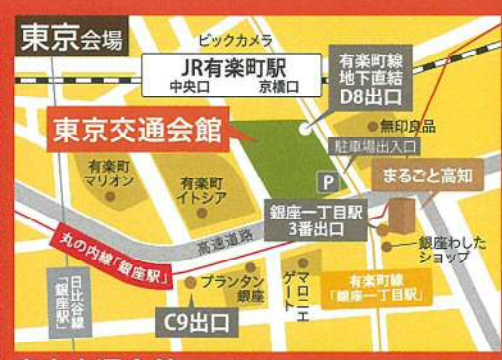 東京会場
ビックカメラ
JR有楽町駅
中央口 京橋口
有楽町線
地下直結
D8出口
東京交通会館
無印良品
駐車場出入口
P
まるごと高知
有楽町
マリオン
有楽町
イトシア
銀座一丁目駅
3番出口
丸の内線「銀座駅」
高速道路
銀座わした
ショップ
日比谷線
「銀座駅」
プランタン
銀座
マロニエ
ゲート
有楽町線
「銀座一丁目駅」
C9出口